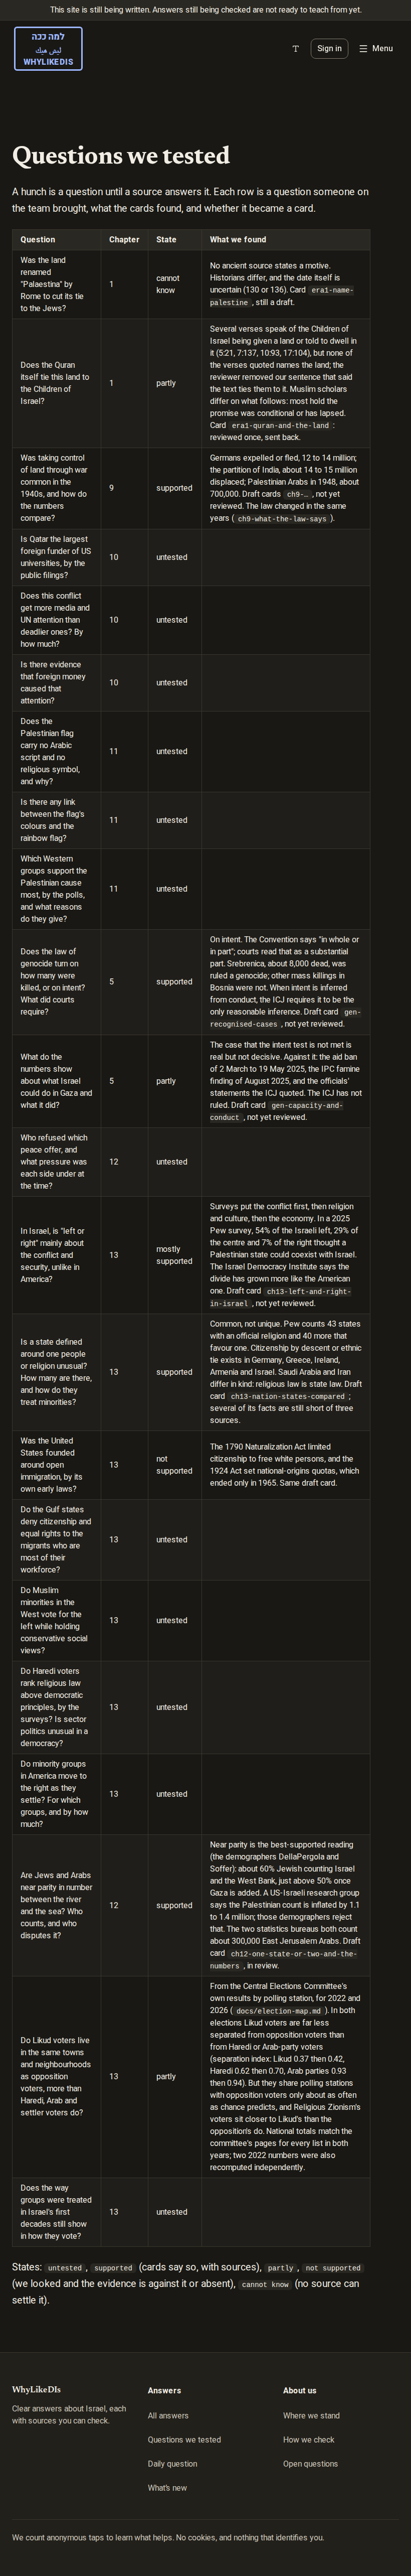 This site is still being written. Answers still being checked are not ready to teach from yet.
למה ככה
ليش هيك
WHYLIKEDIS
Sign in
Menu
Questions we tested
A hunch is a question until a source answers it. Each row is a question someone on
the team brought, what the cards found, and whether it became a card.
Question Chapter State What we found
Was the land
renamed
"Palaestina" by
Rome to cut its tie
to the Jews?
1
cannot
know
No ancient source states a motive.
Historians differ, and the date itself is
uncertain (130 or 136). Card era1-name-
palestine , still a draft.
Does the Quran
itself tie this land to
the Children of
Israel?
1
partly
Several verses speak of the Children of
Israel being given a land or told to dwell in
it (5:21, 7:137, 10:93, 17:104), but none of
the verses quoted names the land; the
reviewer removed our sentence that said
the text ties them to it. Muslim scholars
differ on what follows: most hold the
promise was conditional or has lapsed.
Card era1-quran-and-the-land :
reviewed once, sent back.
Was taking control
of land through war
common in the
1940s, and how do
the numbers
compare?
9
supported
Germans expelled or fled, 12 to 14 million;
the partition of India, about 14 to 15 million
displaced; Palestinian Arabs in 1948, about
700,000. Draft cards ch9-… , not yet
reviewed. The law changed in the same
years ( ch9-what-the-law-says ).
Is Qatar the largest
foreign funder of US
universities, by the
public filings?
10
untested
Does this conflict
get more media and
UN attention than
deadlier ones? By
how much?
10
untested
Is there evidence
that foreign money
caused that
attention?
10
untested
Does the
Palestinian flag
carry no Arabic
script and no
religious symbol,
and why?
11
untested
Is there any link
between the flag's
colours and the
rainbow flag?
11
untested
Which Western
groups support the
Palestinian cause
most, by the polls,
and what reasons
do they give?
11
untested
Does the law of
genocide turn on
how many were
killed, or on intent?
What did courts
require?
5
supported
On intent. The Convention says "in whole or
in part"; courts read that as a substantial
part. Srebrenica, about 8,000 dead, was
ruled a genocide; other mass killings in
Bosnia were not. When intent is inferred
from conduct, the ICJ requires it to be the
only reasonable inference. Draft card gen-
recognised-cases , not yet reviewed.
What do the
numbers show
about what Israel
could do in Gaza and
what it did?
5
partly
The case that the intent test is not met is
real but not decisive. Against it: the aid ban
of 2 March to 19 May 2025, the IPC famine
finding of August 2025, and the officials'
statements the ICJ quoted. The ICJ has not
ruled. Draft card gen-capacity-and-
conduct , not yet reviewed.
Who refused which
peace offer, and
what pressure was
each side under at
the time?
12
untested
In Israel, is "left or
right" mainly about
the conflict and
security, unlike in
America?
13
mostly
supported
Surveys put the conflict first, then religion
and culture, then the economy. In a 2025
Pew survey, 54% of the Israeli left, 29% of
the centre and 7% of the right thought a
Palestinian state could coexist with Israel.
The Israel Democracy Institute says the
divide has grown more like the American
one. Draft card ch13-left-and-right-
in-israel , not yet reviewed.
Is a state defined
around one people
or religion unusual?
How many are there,
and how do they
treat minorities?
13
supported
Common, not unique. Pew counts 43 states
with an official religion and 40 more that
favour one. Citizenship by descent or ethnic
tie exists in Germany, Greece, Ireland,
Armenia and Israel. Saudi Arabia and Iran
differ in kind: religious law is state law. Draft
card ch13-nation-states-compared ;
several of its facts are still short of three
sources.
Was the United
States founded
around open
immigration, by its
own early laws?
13
not
supported
The 1790 Naturalization Act limited
citizenship to free white persons, and the
1924 Act set national-origins quotas, which
ended only in 1965. Same draft card.
Do the Gulf states
deny citizenship and
equal rights to the
migrants who are
most of their
workforce?
13
untested
Do Muslim
minorities in the
West vote for the
left while holding
conservative social
views?
13
untested
Do Haredi voters
rank religious law
above democratic
principles, by the
surveys? Is sector
politics unusual in a
democracy?
13
untested
Do minority groups
in America move to
the right as they
settle? For which
groups, and by how
much?
13
untested
Are Jews and Arabs
near parity in number
between the river
and the sea? Who
counts, and who
disputes it?
12
supported
Near parity is the best-supported reading
(the demographers DellaPergola and
Soffer): about 60% Jewish counting Israel
and the West Bank, just above 50% once
Gaza is added. A US-Israeli research group
says the Palestinian count is inflated by 1.1
to 1.4 million; those demographers reject
that. The two statistics bureaus both count
about 300,000 East Jerusalem Arabs. Draft
card ch12-one-state-or-two-and-the-
numbers , in review.
Do Likud voters live
in the same towns
and neighbourhoods
as opposition
voters, more than
Haredi, Arab and
settler voters do?
13
partly
From the Central Elections Committee's
own results by polling station, for 2022 and
2026 ( docs/election-map.md ). In both
elections Likud voters are far less
separated from opposition voters than
from Haredi or Arab-party voters
(separation index: Likud 0.37 then 0.42,
Haredi 0.62 then 0.70, Arab parties 0.93
then 0.94). But they share polling stations
with opposition voters only about as often
as chance predicts, and Religious Zionism's
voters sit closer to Likud's than the
opposition's do. National totals match the
committee's pages for every list in both
years; two 2022 numbers were also
recomputed independently.
Does the way
groups were treated
in Israel's first
decades still show
in how they vote?
13
untested
States: untested , supported (cards say so, with sources), partly , not supported
(we looked and the evidence is against it or absent), cannot know (no source can
settle it).
WhyLikeDIs
Clear answers about Israel, each
with sources you can check.
Answers
All answers
Questions we tested
Daily question
What's new
About us
Where we stand
How we check
Open questions
We count anonymous taps to learn what helps. No cookies, and nothing that identifies you.